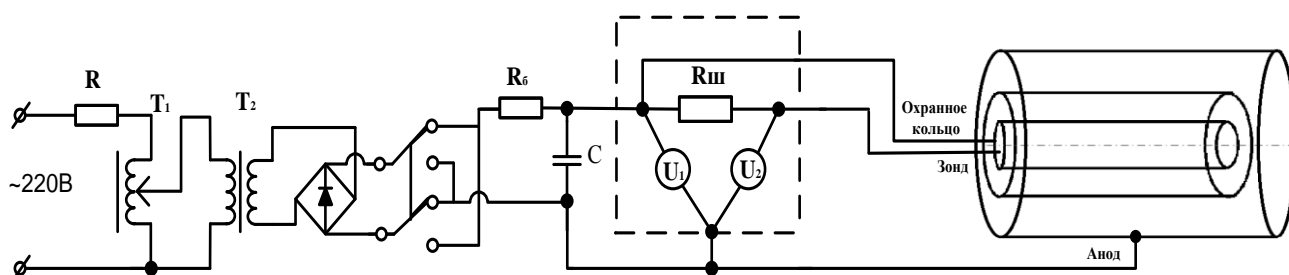 ~220В
R
T₁
T₂
Rб
C
Rш
U₁
U₂
Охранное
кольцо
Зонд
Анод